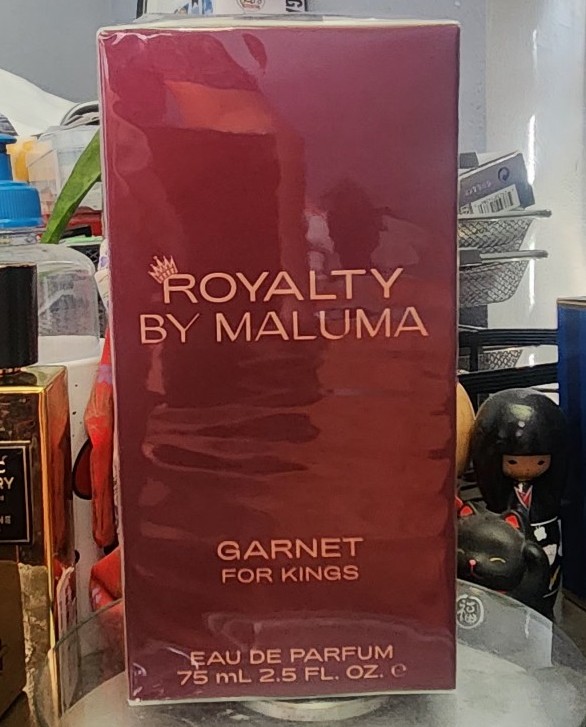 ROYALTY
BY MALUMA
GARNET
FOR KINGS
EAU DE PARFUM
75 mL 2.5 FL. OZ. ℮